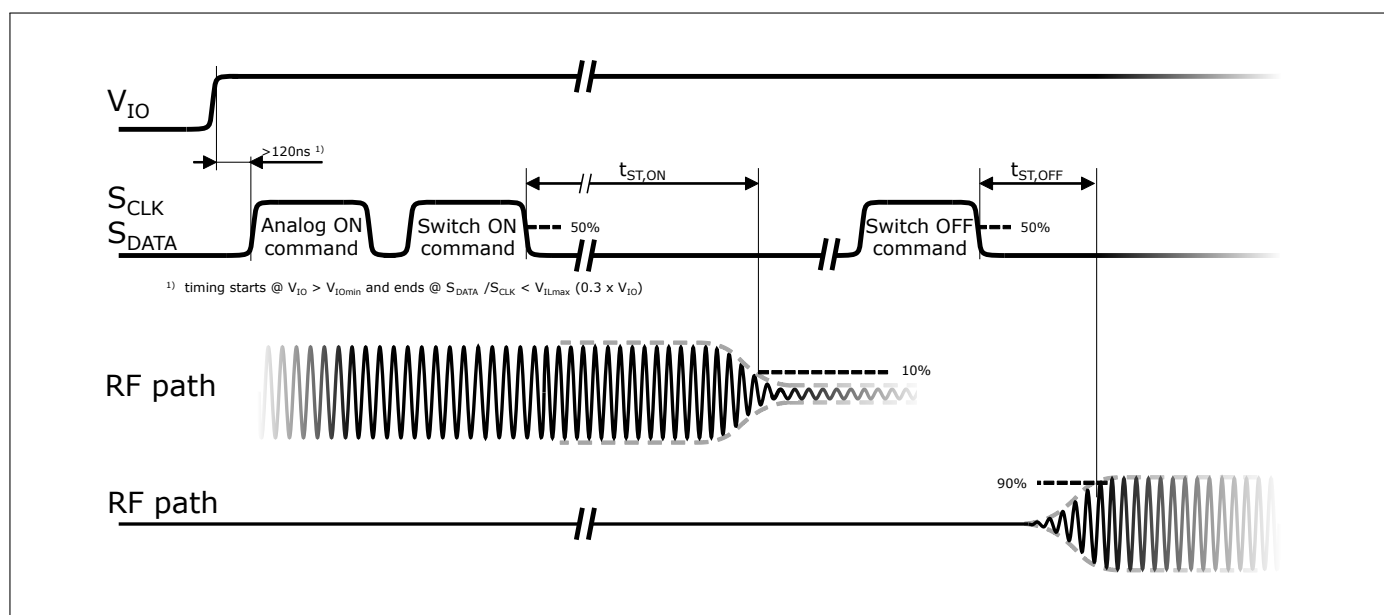 V_IO
>120ns 1)
t_ST,ON
t_ST,OFF
S_CLK
S_DATA
Analog ON
command
Switch ON
command
50%
Switch OFF
command
50%
1) timing starts @ V_IO > V_IOmin and ends @ S_DATA /S_CLK < V_ILmax (0.3 x V_IO)
RF path
10%
RF path
90%